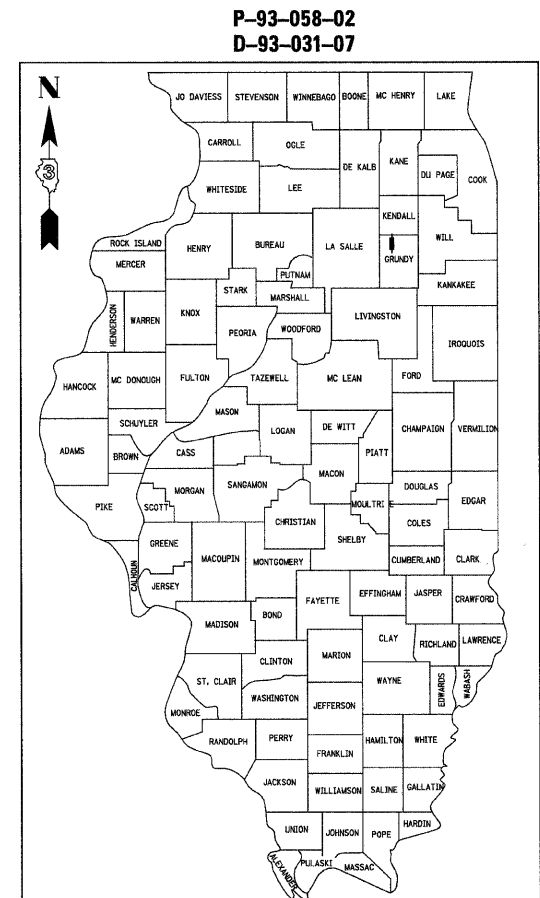 P-93-058-02
D-93-031-07
N
3
JO DAVIESS STEVENSON WINNEBAGO BOONE MC HENRY LAKE
CARROLL OGLE
DE KALB KANE DU PAGE COOK
WHITESIDE LEE
KENDALL
ROCK ISLAND HENRY BUREAU LA SALLE WILL
MERCER PUTNAM GRUNDY
STARK MARSHALL KANKAKEE
HENDERSON WARREN KNOX PEORIA WOODFORD LIVINGSTON
IROQUOIS
HANCOCK MC DONOUGH FULTON TAZEWELL MC LEAN FORD
MASON
SCHUYLER LOGAN DE WITT CHAMPAIGN VERMILION
ADAMS BROWN CASS PIATT
MACON
PIKE SCOTT MORGAN SANGAMON MOULTRIE DOUGLAS EDGAR
CHRISTIAN COLES
GREENE MACOUPIN MONTGOMERY SHELBY CUMBERLAND CLARK
CALHOUN JERSEY
FAYETTE EFFINGHAM JASPER CRAWFORD
MADISON BOND
CLAY RICHLAND LAWRENCE
CLINTON MARION
ST. CLAIR WAYNE EDWARDS WABASH
WASHINGTON JEFFERSON
MONROE
RANDOLPH PERRY HAMILTON WHITE
FRANKLIN
JACKSON WILLIAMSON SALINE GALLATIN
UNION JOHNSON POPE HARDIN
ALEXANDER PULASKI MASSAC